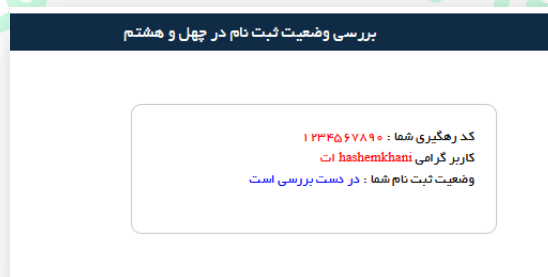 بررسی وضعیت ثبت نام در چهل و هشتم
کد رهگیری شما : ۱۲۳۴۵۶۷۸۹۰
کاربر گرامی hashemkhani ات
وضعیت ثبت نام شما : در دست بررسی است